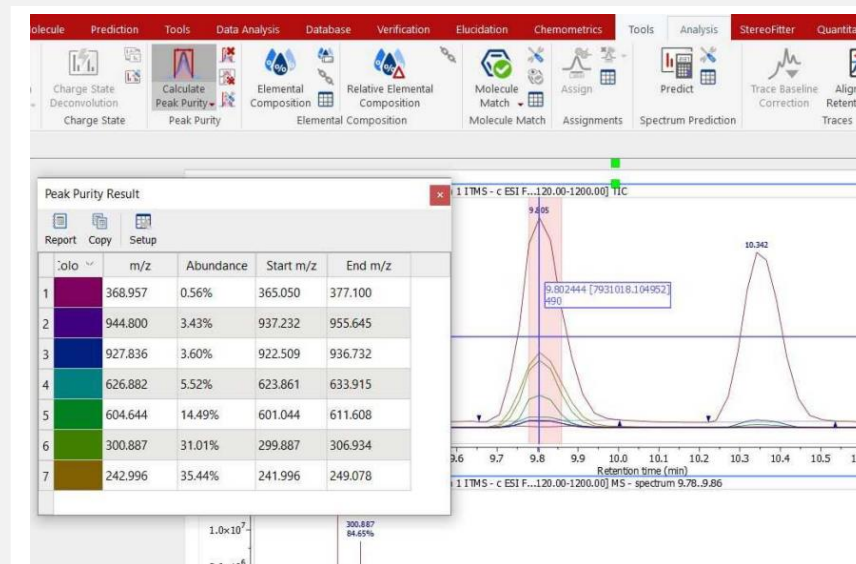 olecule Prediction Tools Data Analysis Database Verification Elucidation Chemometrics Tools Analysis StereoFitter Quantita
Charge State Deconvolution
Calculate Peak Purity
Elemental Composition
Relative Elemental Composition
Molecule Match
Assign
Predict
Trace Baseline Correction
Align
Retent
Charge State Peak Purity Elemental Composition Molecule Match Assignments Spectrum Prediction Traces
Peak Purity Result
Report Copy Setup
m/z Abundance Start m/z End m/z
1 368.957 0.56% 365.050 377.100
2 944.800 3.43% 937.232 955.645
3 927.836 3.60% 922.509 936.732
4 626.882 5.52% 623.861 633.915
5 604.644 14.49% 601.044 611.608
6 300.887 31.01% 299.887 306.934
7 242.996 35.44% 241.996 249.078
1 ITMS - c ESI F...120.00-1200.00] TIC
9.805
10.342
9.802444 [7931018.104952]
490
9.6 9.7 9.8 9.9 10.0 10.1 10.2 10.3 10.4 10.5
Retention time (min)
1 ITMS - c ESI F...120.00-1200.00] MS - spectrum 9.78..9.86
1.0×10⁷
300.887
84.65%